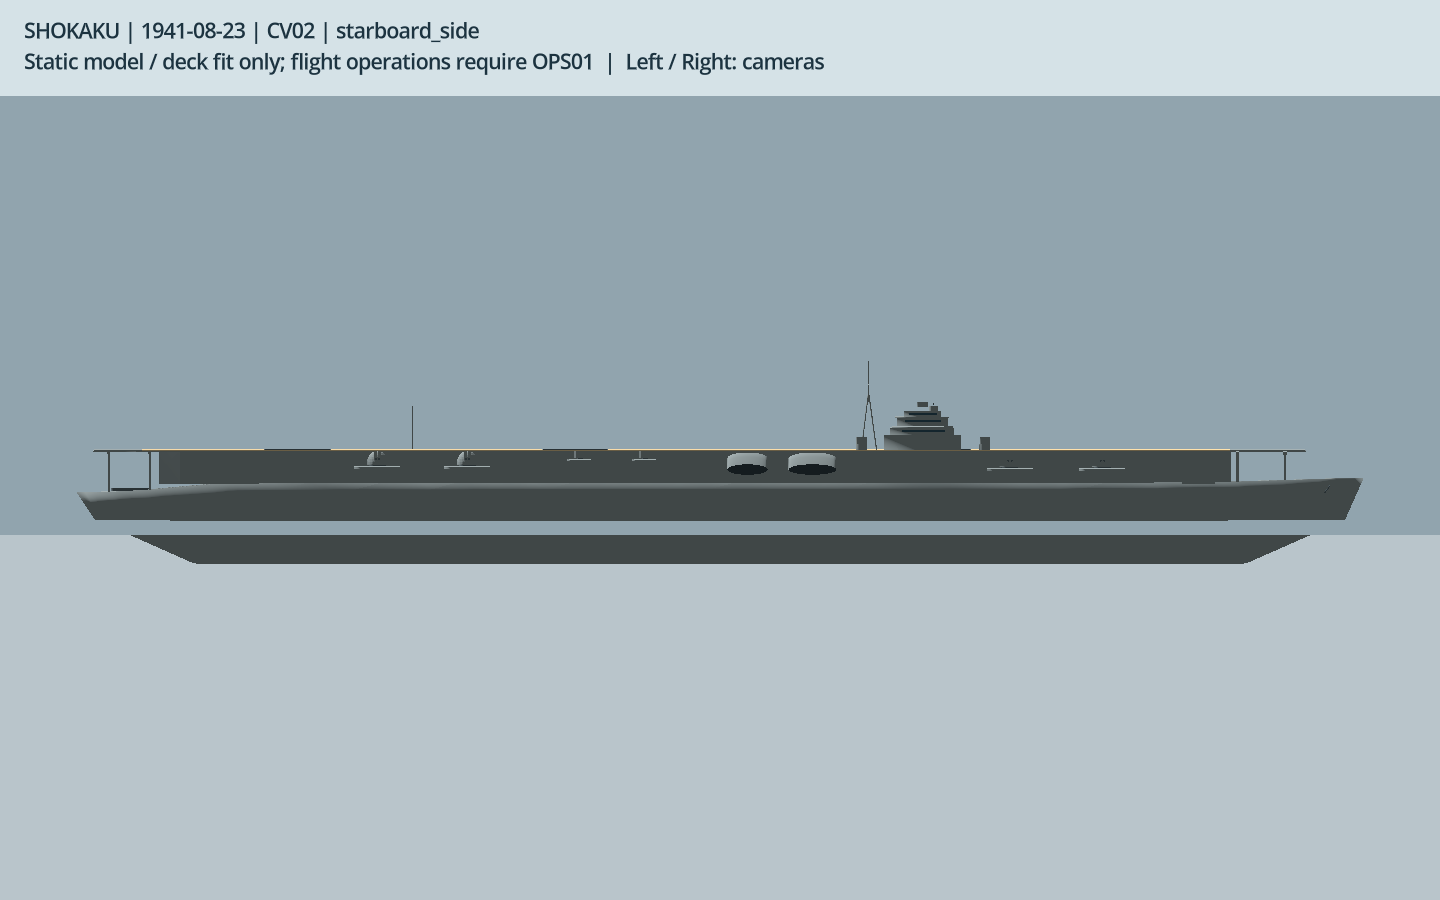 SHOKAKU | 1941-08-23 | CV02 | starboard_side
Static model / deck fit only; flight operations require OPS01 | Left / Right: cameras